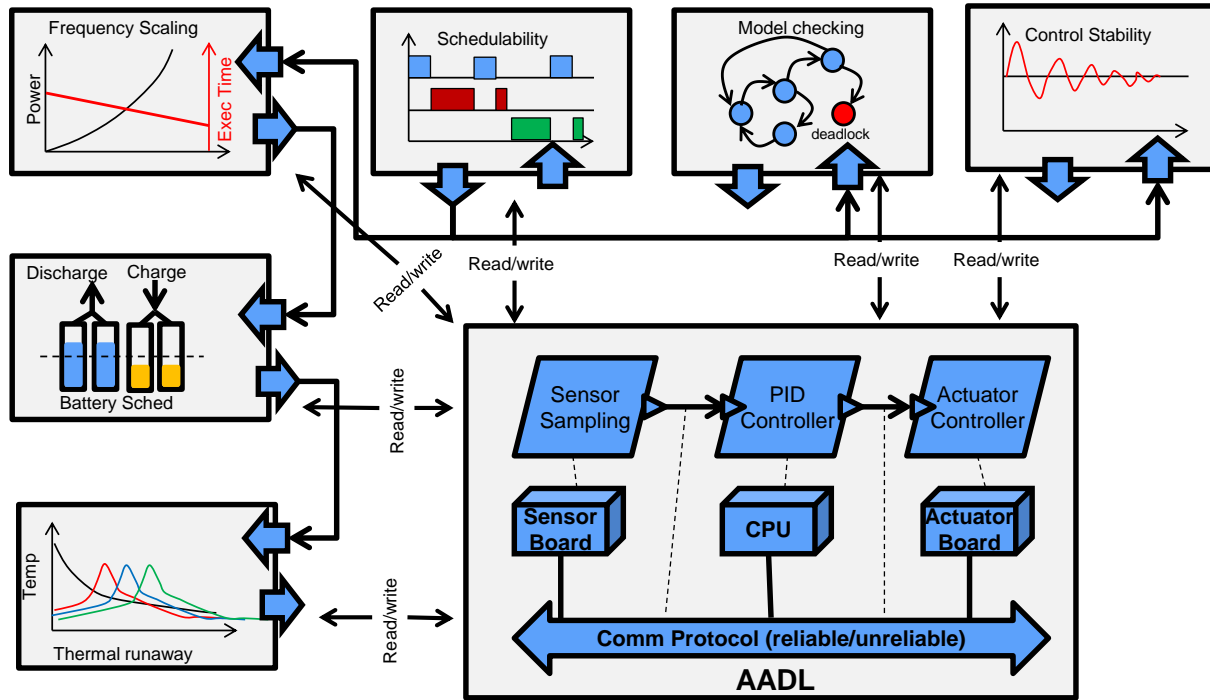 Frequency Scaling
Power
Exec Time
Schedulability
Model checking
deadlock
Control Stability
Read/write
Read/write
Read/write
Read/write
Discharge
Charge
Battery Sched
Read/write
Temp
Thermal runaway
Read/write
Sensor
Sampling
PID
Controller
Actuator
Controller
Sensor
Board
CPU
Actuator
Board
Comm Protocol (reliable/unreliable)
AADL